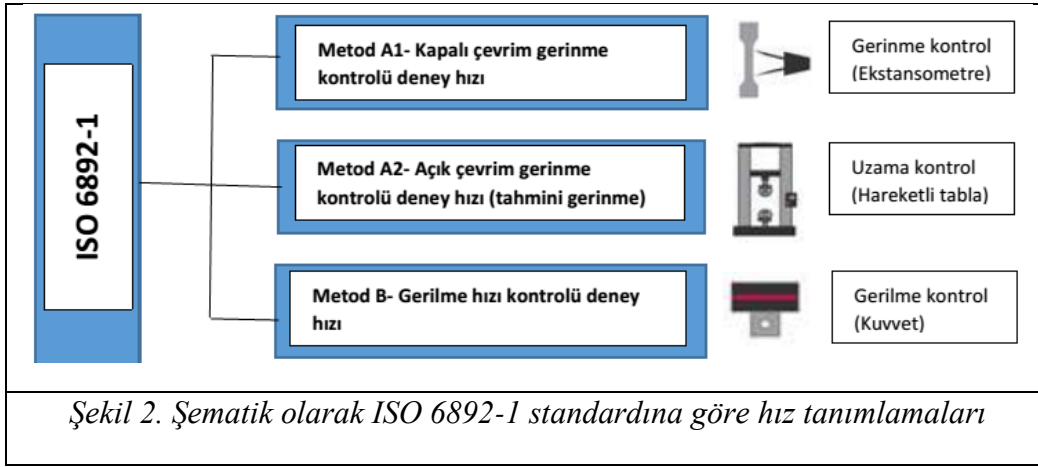 ISO 6892-1
Metod A1- Kapalı çevrim gerinme
kontrolü deney hızı
Gerinme kontrol
(Ekstansometre)
Metod A2- Açık çevrim gerinme
kontrolü deney hızı (tahmini gerinme)
Uzama kontrol
(Hareketli tabla)
Metod B- Gerilme hızı kontrolü deney
hızı
Gerilme kontrol
(Kuvvet)
Şekil 2. Şematik olarak ISO 6892-1 standardına göre hız tanımlamaları